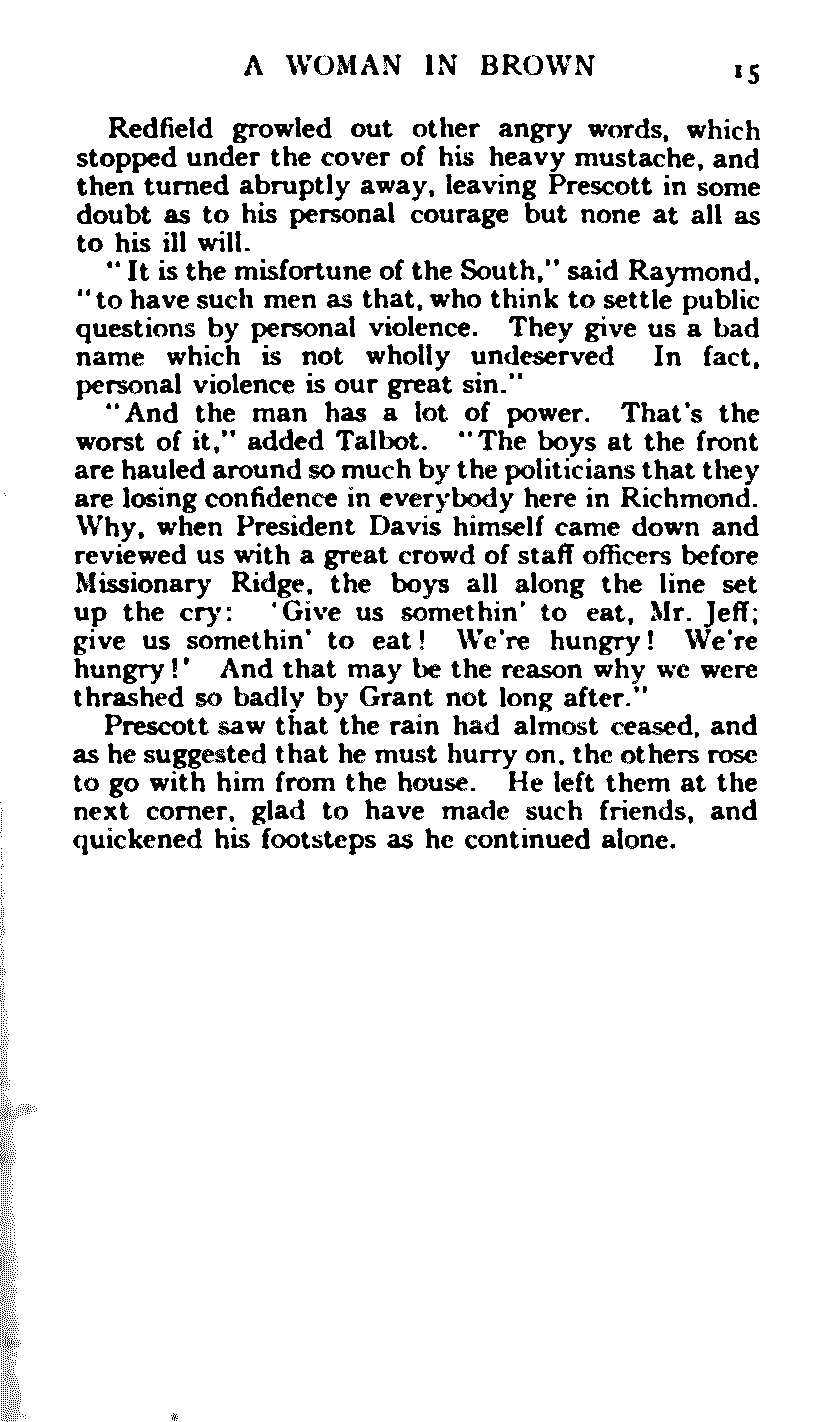 A WOMAN IN BROWN 15
Redfield growled out other angry words, which
stopped under the cover of his heavy mustache, and
then turned abruptly away, leaving Prescott in some
doubt as to his personal courage but none at all as
to his ill will.
"It is the misfortune of the South," said Raymond,
"to have such men as that, who think to settle public
questions by personal violence. They give us a bad
name which is not wholly undeserved In fact,
personal violence is our great sin."
"And the man has a lot of power. That's the
worst of it," added Talbot. "The boys at the front
are hauled around so much by the politicians that they
are losing confidence in everybody here in Richmond.
Why, when President Davis himself came down and
reviewed us with a great crowd of staff officers before
Missionary Ridge, the boys all along the line set
up the cry: 'Give us somethin' to eat, Mr. Jeff;
give us somethin' to eat! We're hungry! We're
hungry!' And that may be the reason why we were
thrashed so badly by Grant not long after."
Prescott saw that the rain had almost ceased, and
as he suggested that he must hurry on, the others rose
to go with him from the house. He left them at the
next corner, glad to have made such friends, and
quickened his footsteps as he continued alone.